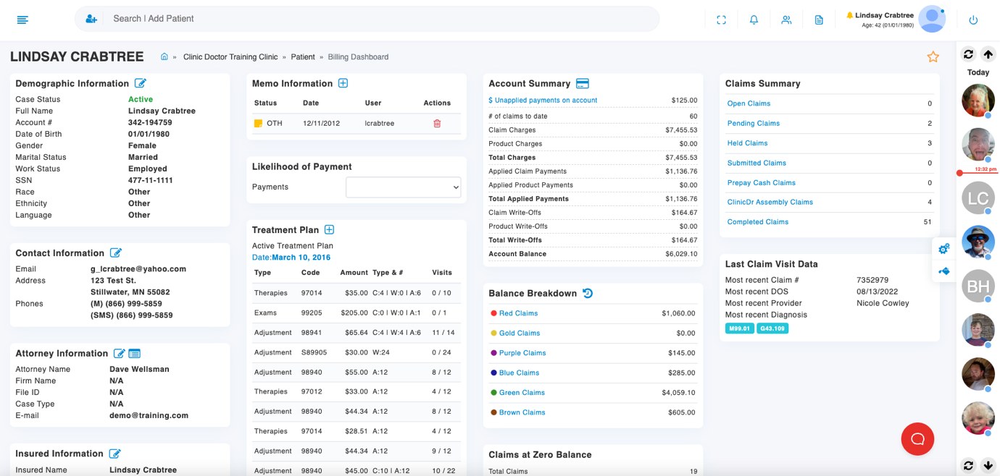 Search | Add Patient
Lindsay Crabtree
Age: 42 (01/01/1980)
LINDSAY CRABTREE
» Clinic Doctor Training Clinic » Patient » Billing Dashboard
Demographic Information
Case Status Active
Full Name Lindsay Crabtree
Account # 342-194759
Date of Birth 01/01/1980
Gender Female
Marital Status Married
Work Status Employed
SSN 477-11-1111
Race Other
Ethnicity Other
Language Other
Contact Information
Email g_lcrabtree@yahoo.com
Address 123 Test St.
Stillwater, MN 55082
Phones (M) (866) 999-5859
(SMS) (866) 999-5859
Attorney Information
Attorney Name Dave Wellsman
Firm Name N/A
File ID N/A
Case Type N/A
E-mail demo@training.com
Insured Information
Insured Name Lindsay Crabtree
Memo Information
Status Date User Actions
OTH 12/11/2012 lcrabtree
Likelihood of Payment
Payments
Treatment Plan
Active Treatment Plan
Date:March 10, 2016
Type Code Amount Type & # Visits
Therapies 97014 $35.00 C:4 | W:0 | A:6 0 / 10
Exams 99205 $205.00 C:0 | W:0 | A:1 0 / 1
Adjustment 98941 $65.64 C:4 | W:4 | A:6 11 / 14
Adjustment S89905 $30.00 W:24 0 / 24
Adjustment 98940 $55.00 A:12 8 / 12
Therapies 97012 $33.00 A:12 4 / 12
Adjustment 98940 $44.34 A:12 8 / 12
Therapies 97014 $28.51 A:12 4 / 12
Adjustment 98940 $44.34 A:12 9 / 12
Adjustment 98940 $45.00 C:10 | A:12 10 / 22
Account Summary
$ Unapplied payments on account $125.00
# of claims to date 60
Claim Charges $7,455.53
Product Charges $0.00
Total Charges $7,455.53
Applied Claim Payments $1,136.76
Applied Product Payments $0.00
Total Applied Payments $1,136.76
Claim Write-Offs $164.67
Product Write-Offs $0.00
Total Write-Offs $164.67
Account Balance $6,029.10
Balance Breakdown
Red Claims $1,060.00
Gold Claims $0.00
Purple Claims $145.00
Blue Claims $285.00
Green Claims $4,059.10
Brown Claims $605.00
Claims at Zero Balance
Total Claims 19
Claims Summary
Open Claims 0
Pending Claims 2
Held Claims 3
Submitted Claims 0
Prepay Cash Claims 0
ClinicDr Assembly Claims 4
Completed Claims 51
Last Claim Visit Data
Most recent Claim # 7352979
Most recent DOS 08/13/2022
Most recent Provider Nicole Cowley
Most recent Diagnosis
M99.01 G43.109
Today
12:32 pm
LC
BH